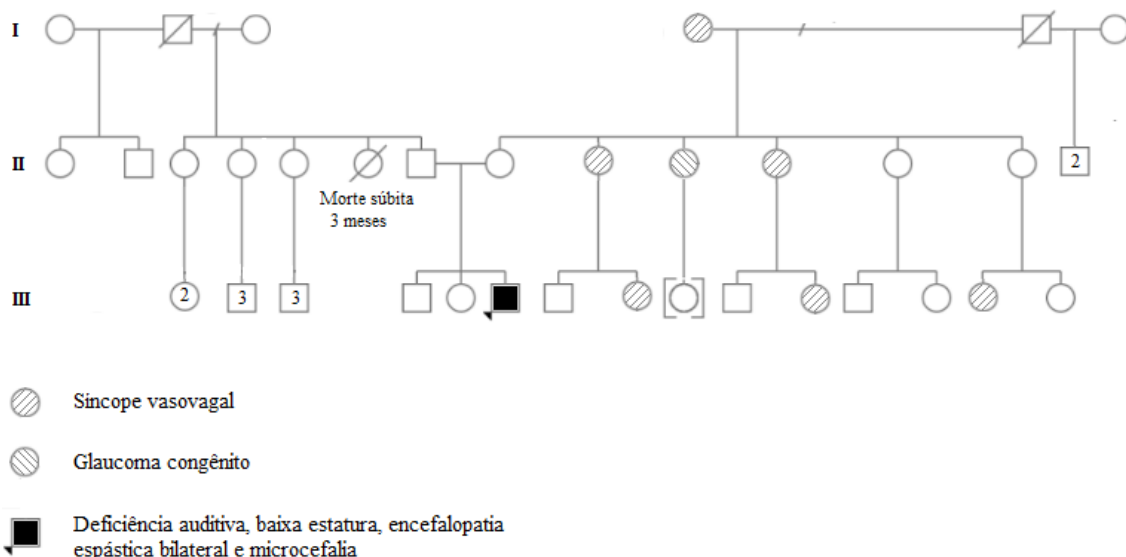 I
II
2
Morte súbita
3 meses
III
2
3
3
Síncope vasovagal
Glaucoma congênito
Deficiência auditiva, baixa estatura, encefalopatia
espástica bilateral e microcefalia